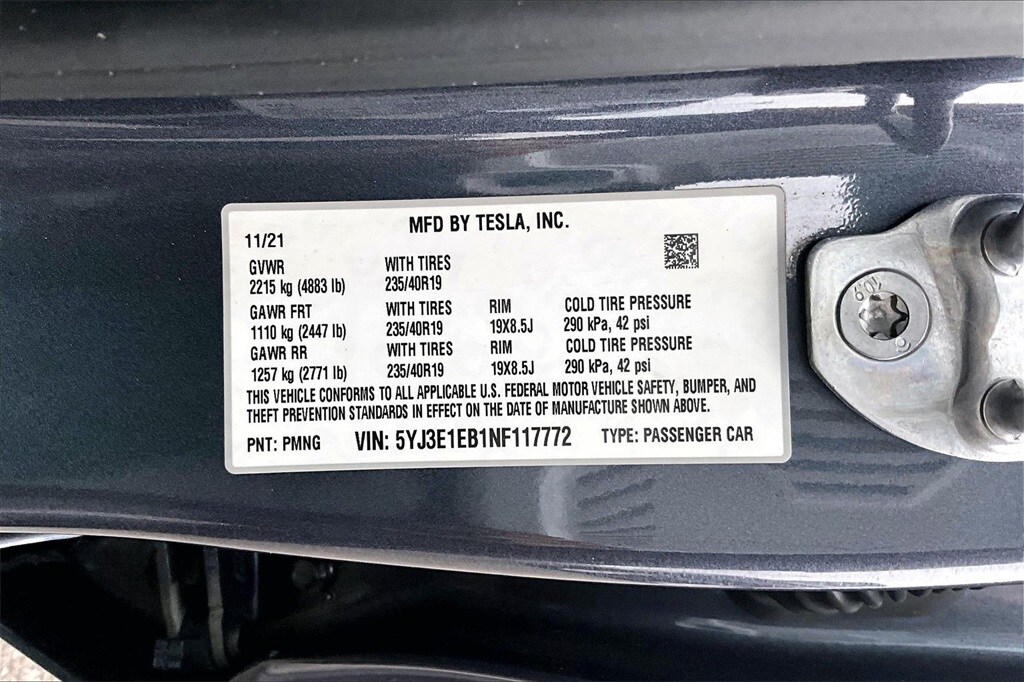 MFD BY TESLA, INC.
11/21
GVWR WITH TIRES
2215 kg (4883 lb) 235/40R19
GAWR FRT WITH TIRES RIM COLD TIRE PRESSURE
1110 kg (2447 lb) 235/40R19 19X8.5J 290 kPa, 42 psi
GAWR RR WITH TIRES RIM COLD TIRE PRESSURE
1257 kg (2771 lb) 235/40R19 19X8.5J 290 kPa, 42 psi
THIS VEHICLE CONFORMS TO ALL APPLICABLE U.S. FEDERAL MOTOR VEHICLE SAFETY, BUMPER, AND
THEFT PREVENTION STANDARDS IN EFFECT ON THE DATE OF MANUFACTURE SHOWN ABOVE.
PNT: PMNG VIN: 5YJ3E1EB1NF117772 TYPE: PASSENGER CAR